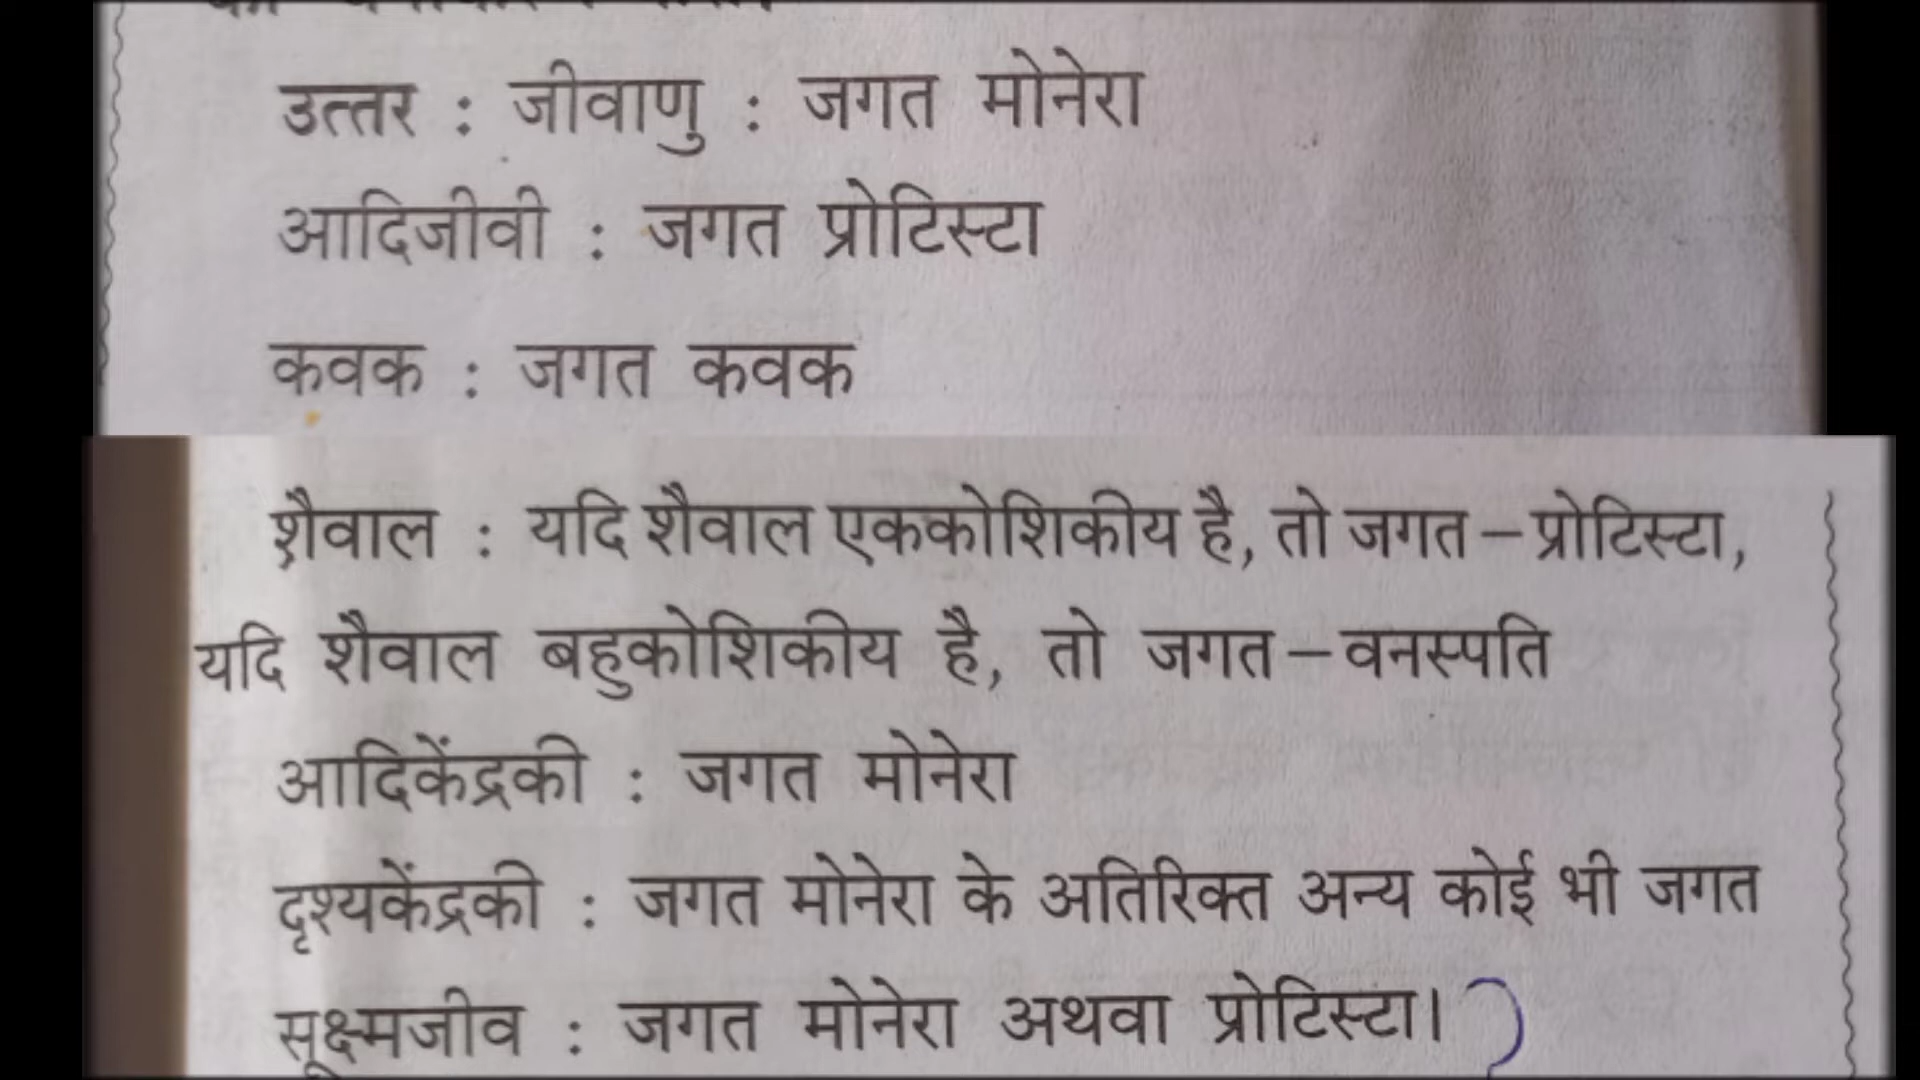 उत्तर : जीवाणु : जगत मोनेरा
आदिजीवी : जगत प्रोटिस्टा
कवक : जगत कवक
शैवाल : यदि शैवाल एककोशिकीय है, तो जगत – प्रोटिस्टा,
यदि शैवाल बहुकोशिकीय है, तो जगत – वनस्पति
आदिकेंद्रकी : जगत मोनेरा
दृश्यकेंद्रकी : जगत मोनेरा के अतिरिक्त अन्य कोई भी जगत
सूक्ष्मजीव : जगत मोनेरा अथवा प्रोटिस्टा।